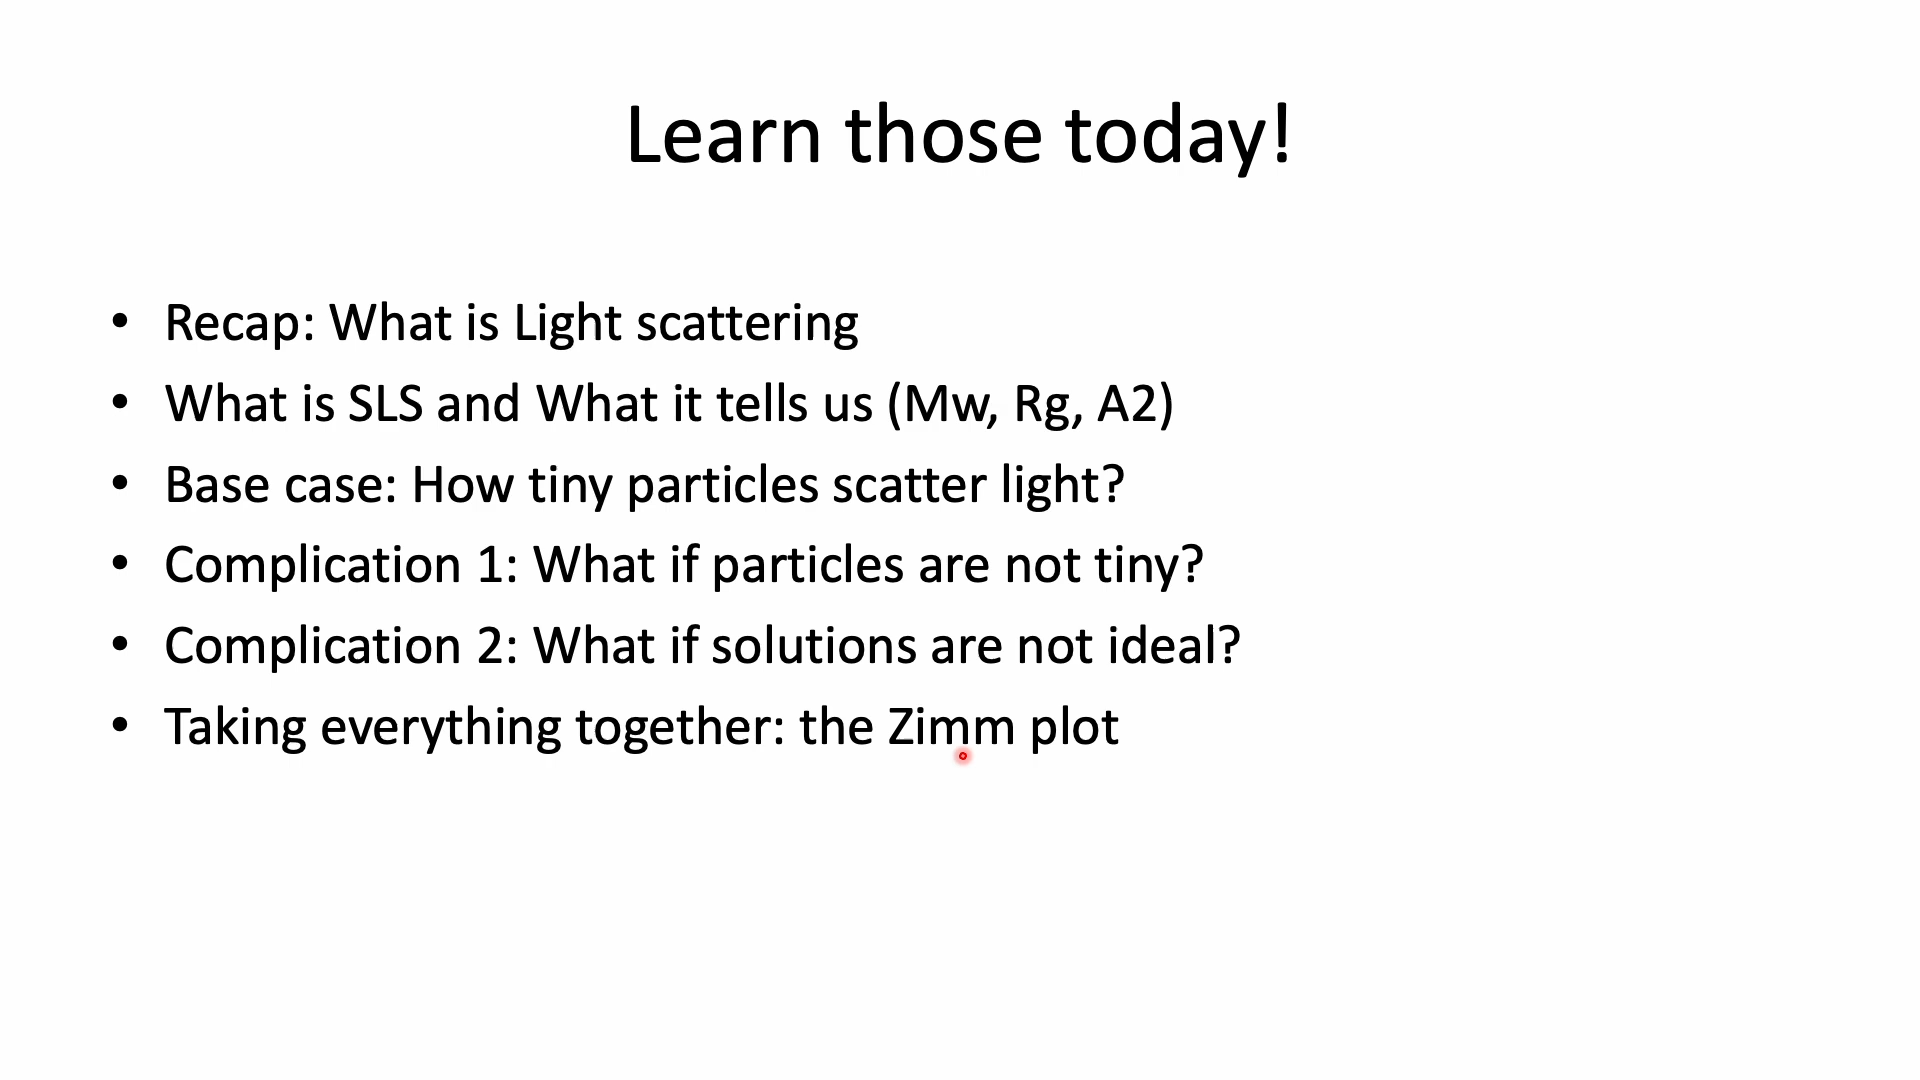 Learn those today!
• Recap: What is Light scattering
• What is SLS and What it tells us (Mw, Rg, A2)
• Base case: How tiny particles scatter light?
• Complication 1: What if particles are not tiny?
• Complication 2: What if solutions are not ideal?
• Taking everything together: the Zimm plot